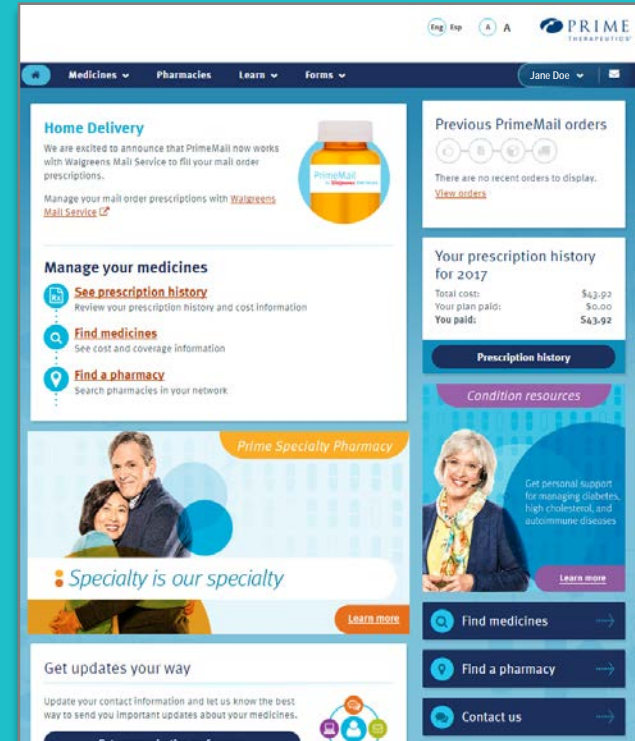 Eng Esp A A
PRIME
THERAPEUTICS
Medicines Pharmacies Learn Forms Jane Doe
Home Delivery
We are excited to announce that PrimeMail now works
with Walgreens Mail Service to fill your mail order
prescriptions.
Manage your mail order prescriptions with Walgreens
Mail Service
PrimeMail
Manage your medicines
Rx
See prescription history
Review your prescription history and cost information
Find medicines
See cost and coverage information
Find a pharmacy
Search pharmacies in your network
Prime Specialty Pharmacy
Specialty is our specialty
Learn more
Get updates your way
Update your contact information and let us know the best
way to send you important updates about your medicines.
Previous PrimeMail orders
There are no recent orders to display.
View orders
Your prescription history
for 2017
Total cost: $43.92
Your plan paid: $0.00
You paid: $43.92
Prescription history
Condition resources
Get personal support
for managing diabetes,
high cholesterol, and
autoimmune diseases
Learn more
Find medicines
Find a pharmacy
Contact us